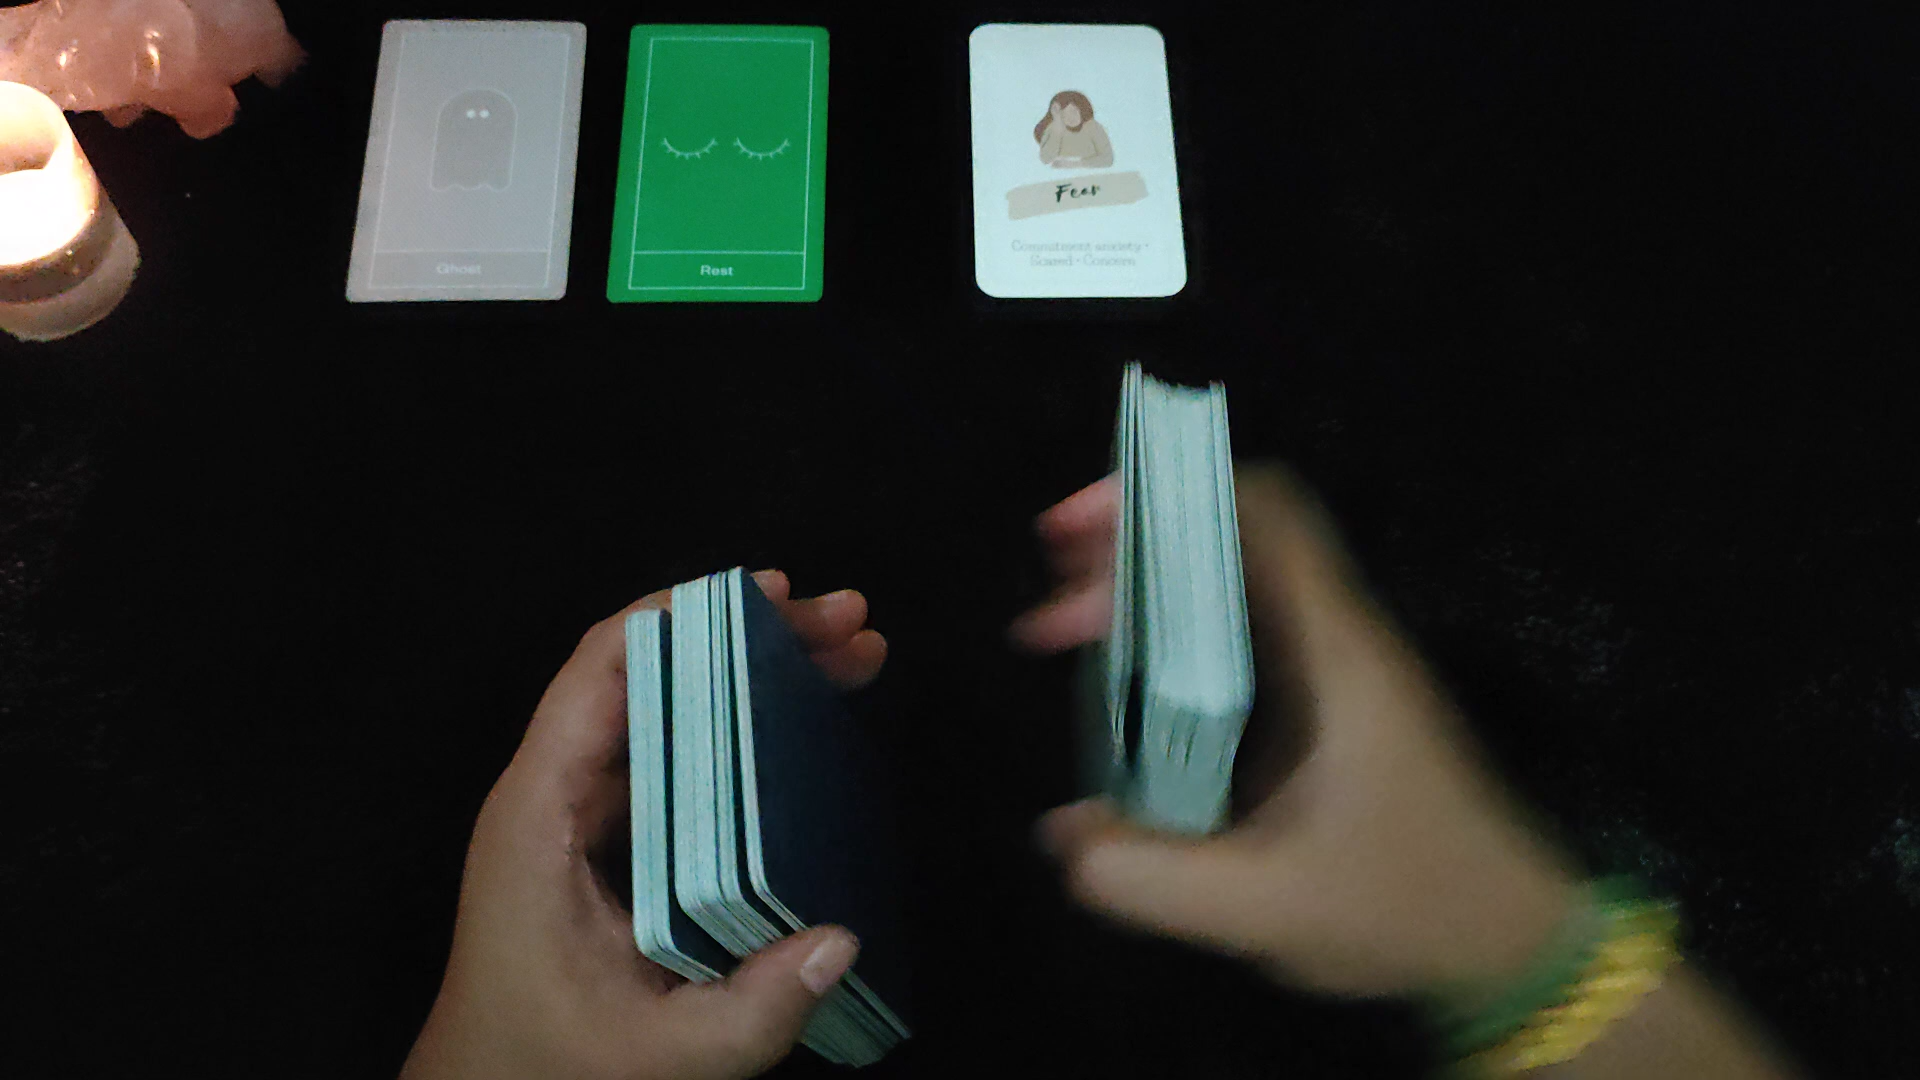 Ghost
Rest
Fear
Commitment anxiety •
Scared • Concern